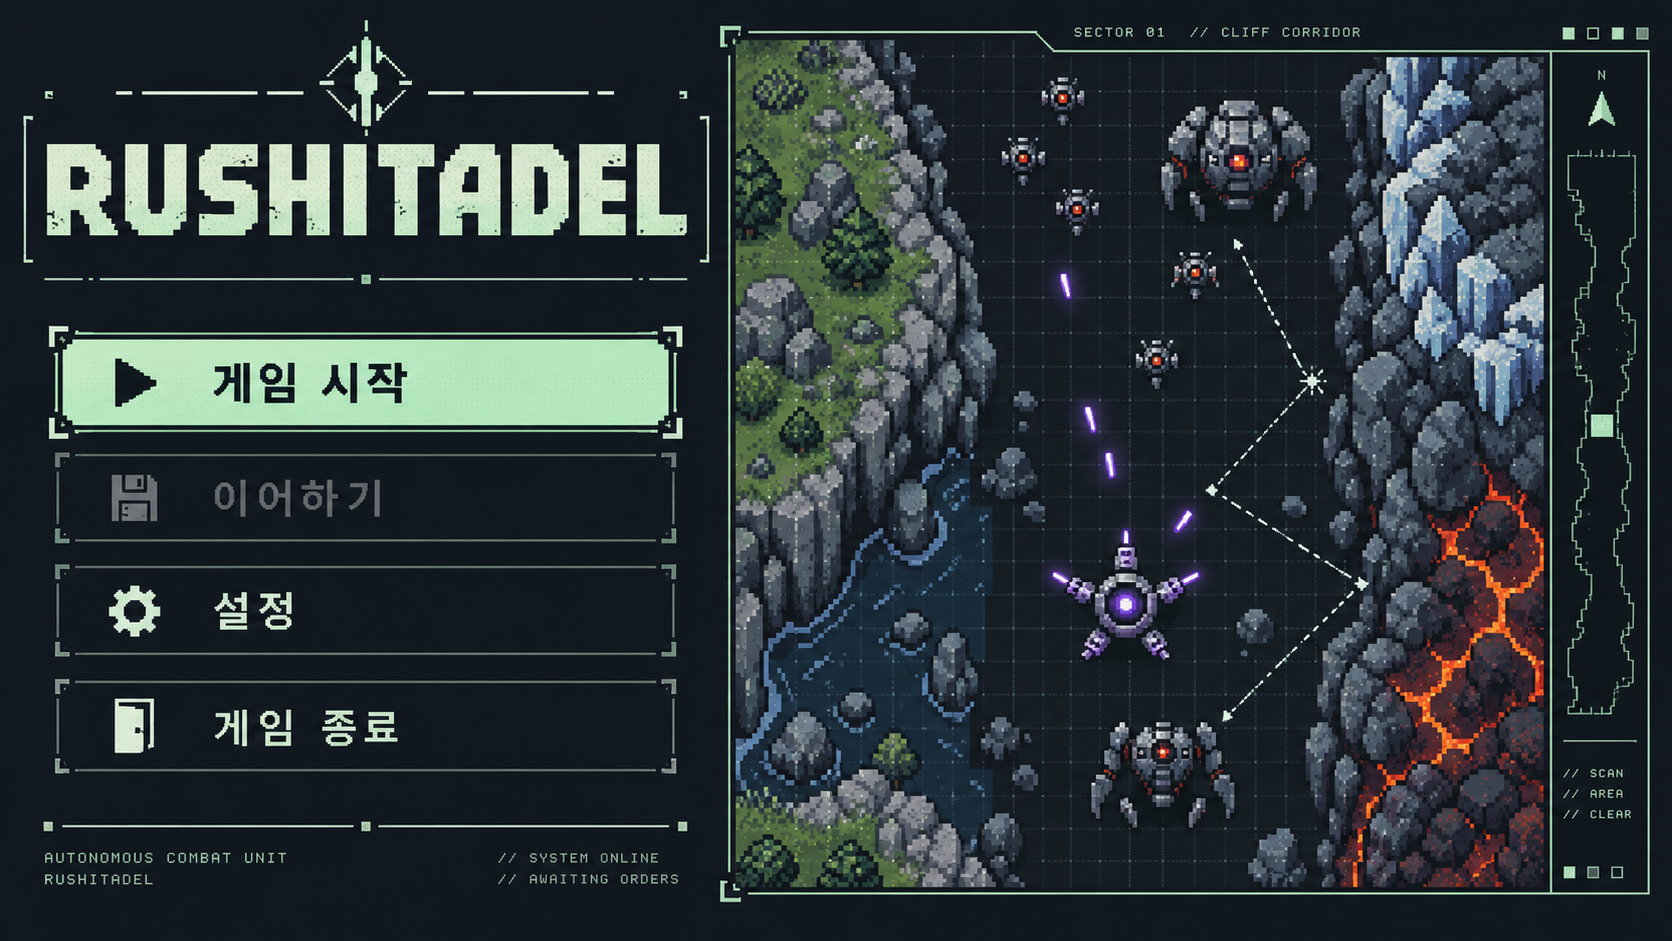 RUSHITADEL
게임 시작
이어하기
설정
게임 종료
AUTONOMOUS COMBAT UNIT
RUSHITADEL
// SYSTEM ONLINE
// AWAITING ORDERS
SECTOR 01 // CLIFF CORRIDOR
N
// SCAN
// AREA
// CLEAR